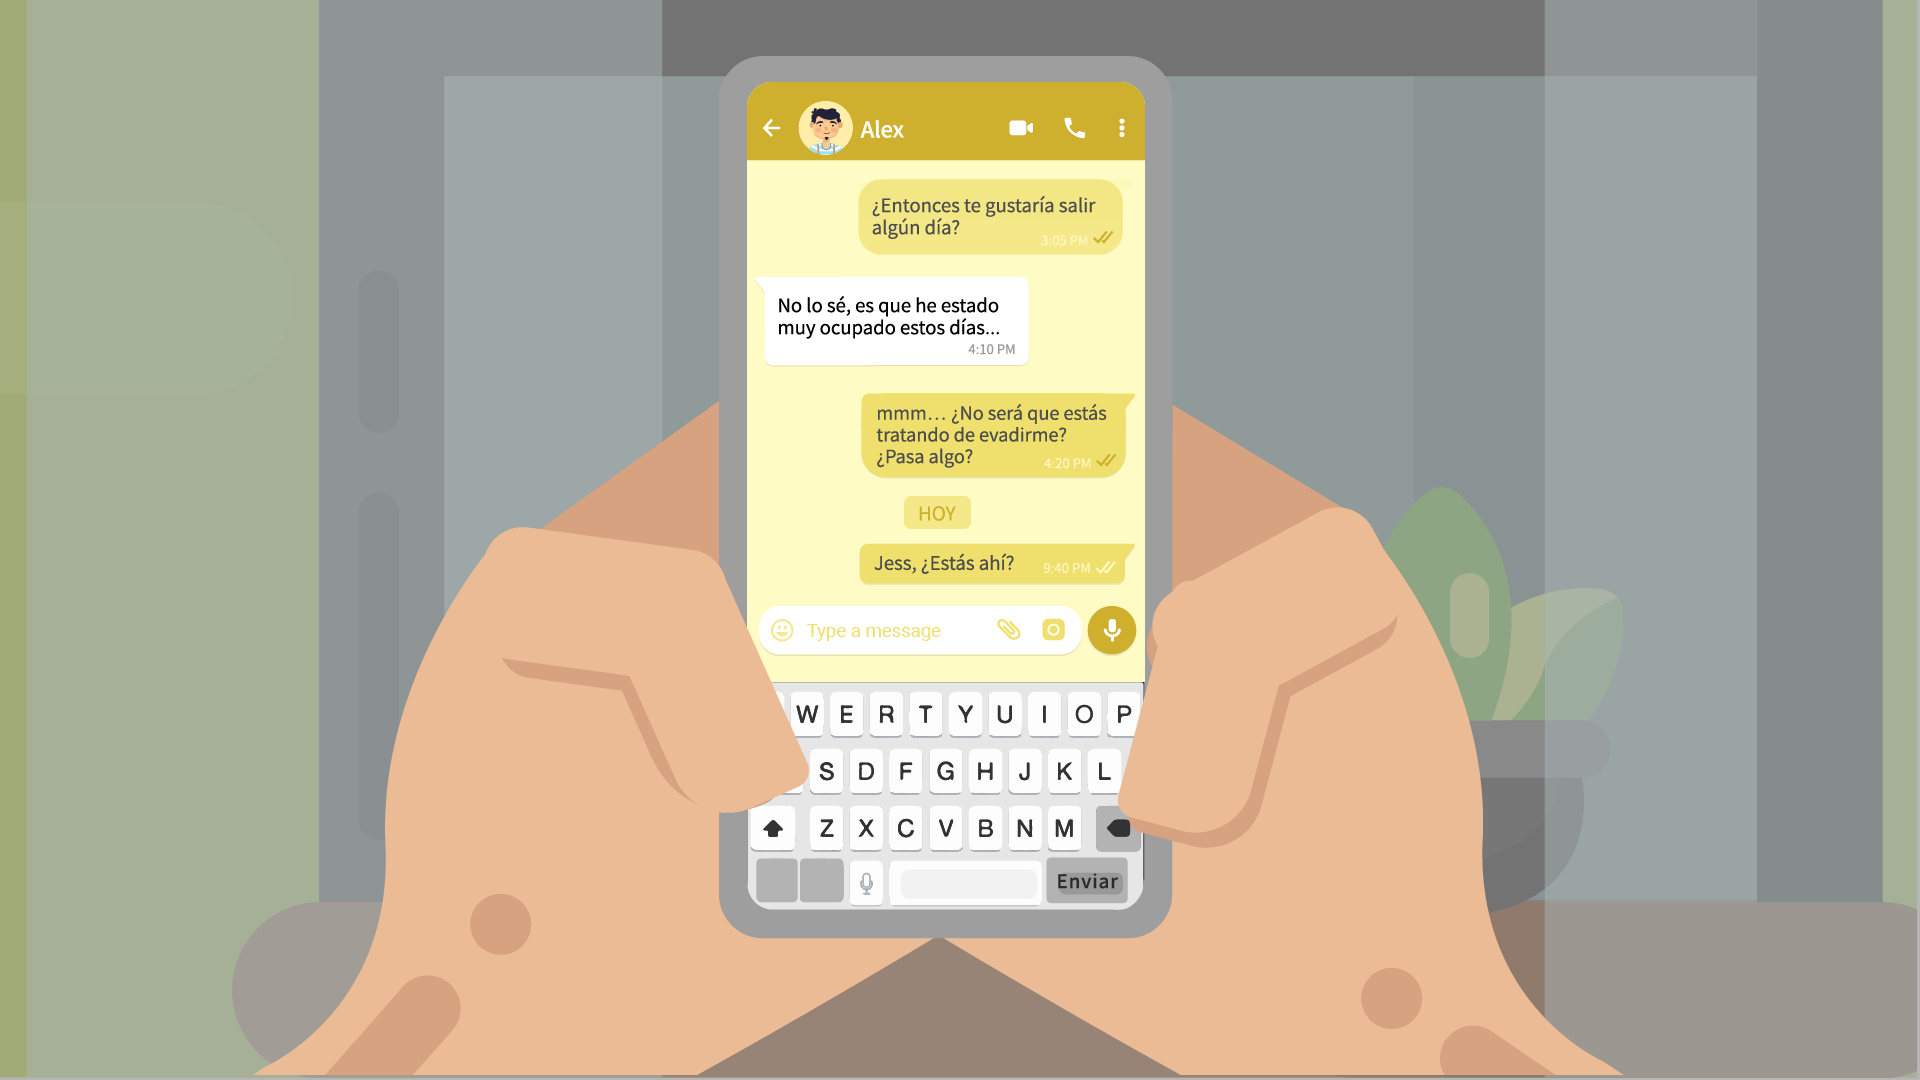 Alex
¿Entonces te gustaría salir
algún día?
3:05 PM
No lo sé, es que he estado
muy ocupado estos días...
4:10 PM
mmm... ¿No será que estás
tratando de evadirme?
¿Pasa algo?
4:20 PM
HOY
Jess, ¿Estás ahí?
9:40 PM
Type a message
W E R T Y U I O P
S D F G H J K L
Z X C V B N M
Enviar